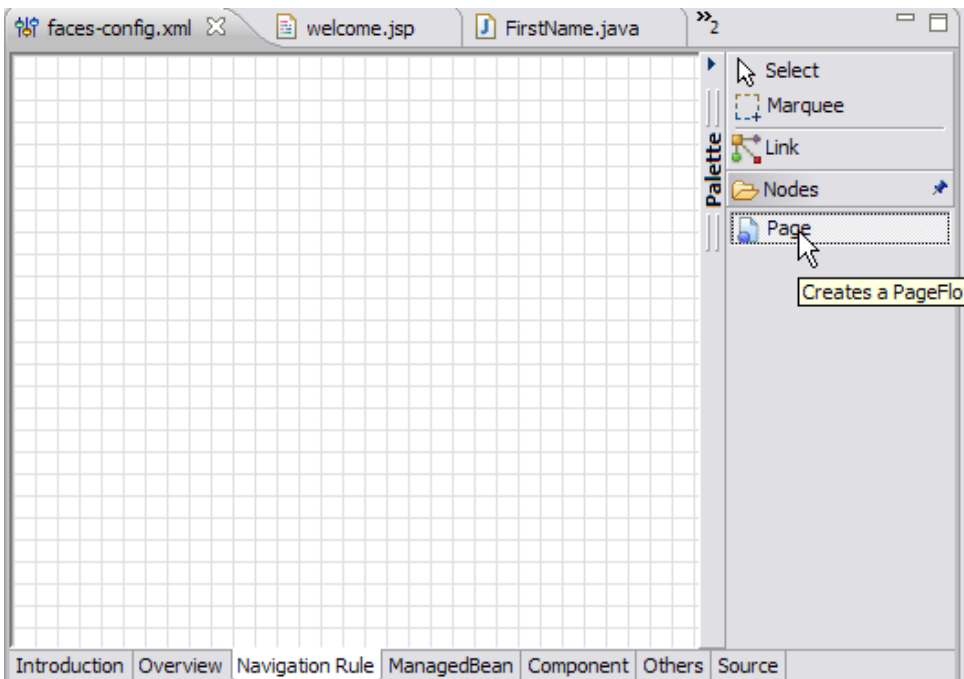 faces-config.xml welcome.jsp FirstName.java »2
Select
Marquee
Link
Palette
Nodes
Page
Creates a PageFlo
Introduction Overview Navigation Rule ManagedBean Component Others Source